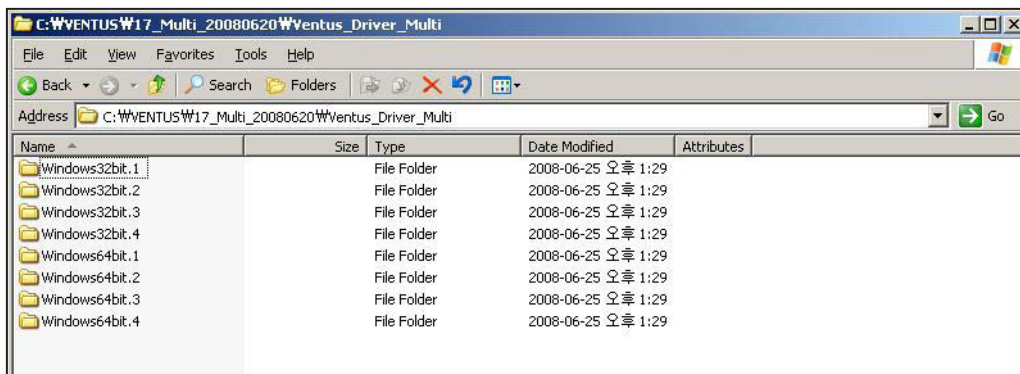 C:₩VENTUS₩17_Multi_20080620₩Ventus_Driver_Multi
File Edit View Favorites Tools Help
Back Search Folders
Address C:₩VENTUS₩17_Multi_20080620₩Ventus_Driver_Multi Go
Name Size Type Date Modified Attributes
Windows32bit.1 File Folder 2008-06-25 오후 1:29
Windows32bit.2 File Folder 2008-06-25 오후 1:29
Windows32bit.3 File Folder 2008-06-25 오후 1:29
Windows32bit.4 File Folder 2008-06-25 오후 1:29
Windows64bit.1 File Folder 2008-06-25 오후 1:29
Windows64bit.2 File Folder 2008-06-25 오후 1:29
Windows64bit.3 File Folder 2008-06-25 오후 1:29
Windows64bit.4 File Folder 2008-06-25 오후 1:29